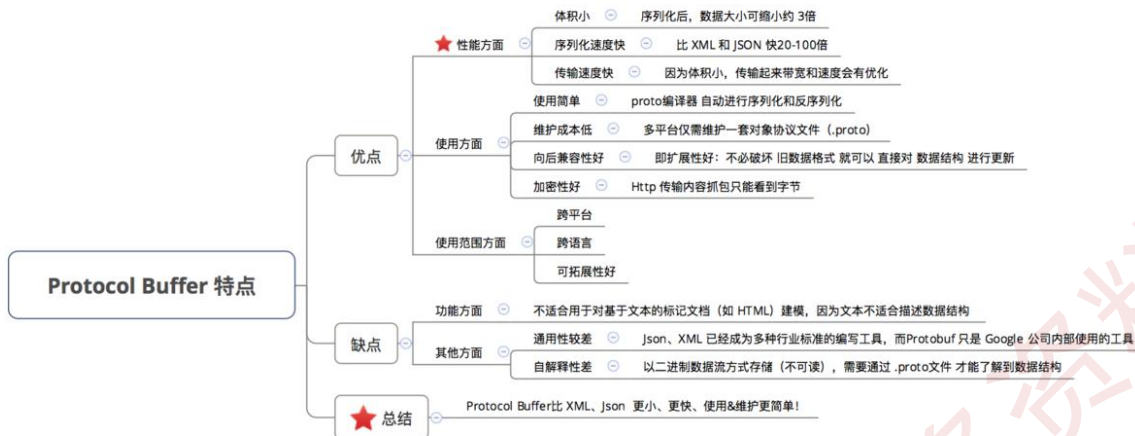 Protocol Buffer 特点
优点
性能方面
体积小
序列化后，数据大小可缩小约 3倍
序列化速度快
比 XML 和 JSON 快20-100倍
传输速度快
因为体积小，传输起来带宽和速度会有优化
使用方面
使用简单
proto编译器 自动进行序列化和反序列化
维护成本低
多平台仅需维护一套对象协议文件（.proto）
向后兼容性好
即扩展性好：不必破坏 旧数据格式 就可以 直接对 数据结构 进行更新
加密性好
Http 传输内容抓包只能看到字节
使用范围方面
跨平台
跨语言
可拓展性好
缺点
功能方面
不适合用于对基于文本的标记文档（如 HTML）建模，因为文本不适合描述数据结构
其他方面
通用性较差
Json、XML 已经成为多种行业标准的编写工具，而Protobuf 只是 Google 公司内部使用的工具
自解释性差
以二进制数据流方式存储（不可读），需要通过 .proto文件 才能了解到数据结构
总结
Protocol Buffer比 XML、Json 更小、更快、使用&维护更简单！
资料